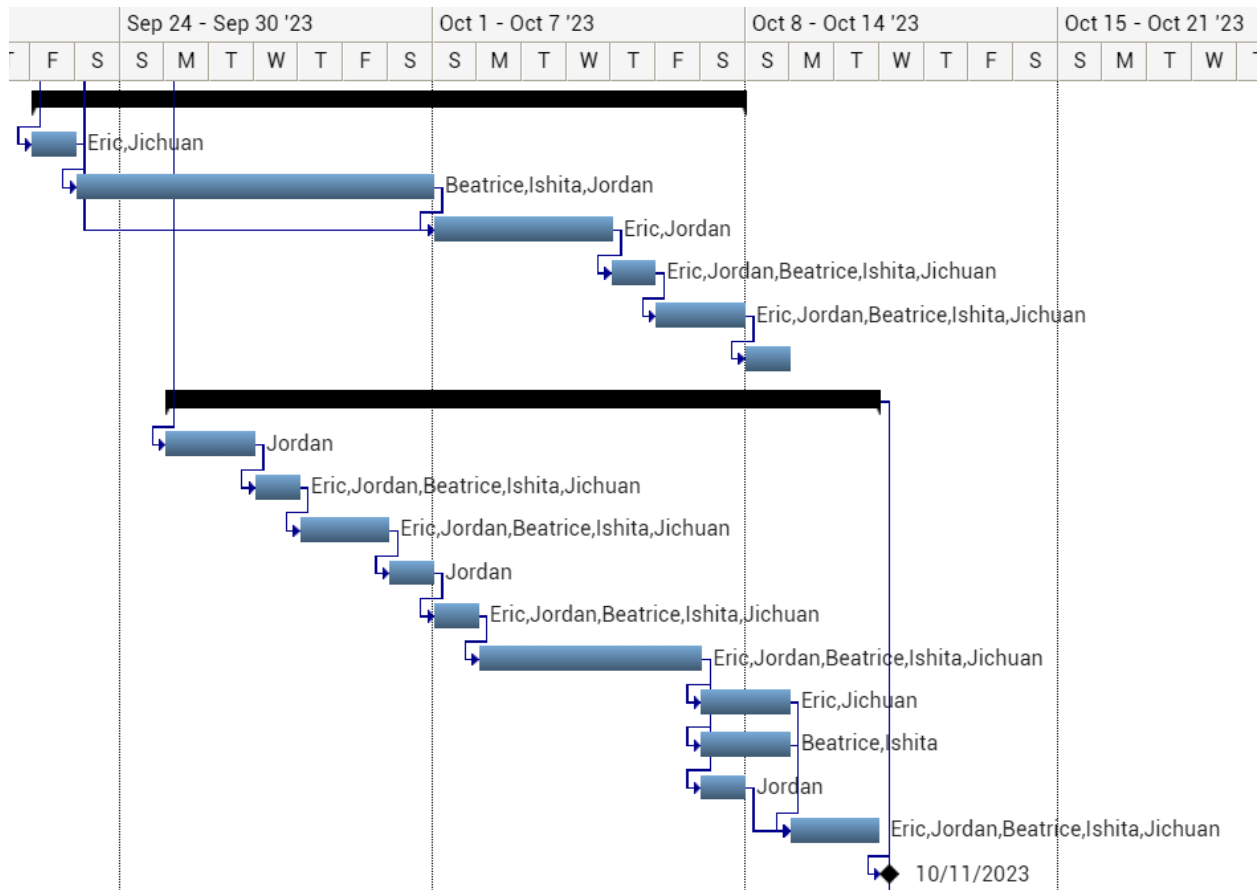 Sep 24 - Sep 30 '23 Oct 1 - Oct 7 '23 Oct 8 - Oct 14 '23 Oct 15 - Oct 21 '23
F S S M T W T F S S M T W T F S S M T W T F S S M T W
Eric,Jichuan
Beatrice,Ishita,Jordan
Eric,Jordan
Eric,Jordan,Beatrice,Ishita,Jichuan
Eric,Jordan,Beatrice,Ishita,Jichuan
Jordan
Eric,Jordan,Beatrice,Ishita,Jichuan
Eric,Jordan,Beatrice,Ishita,Jichuan
Jordan
Eric,Jordan,Beatrice,Ishita,Jichuan
Eric,Jordan,Beatrice,Ishita,Jichuan
Eric,Jichuan
Beatrice,Ishita
Jordan
Eric,Jordan,Beatrice,Ishita,Jichuan
10/11/2023